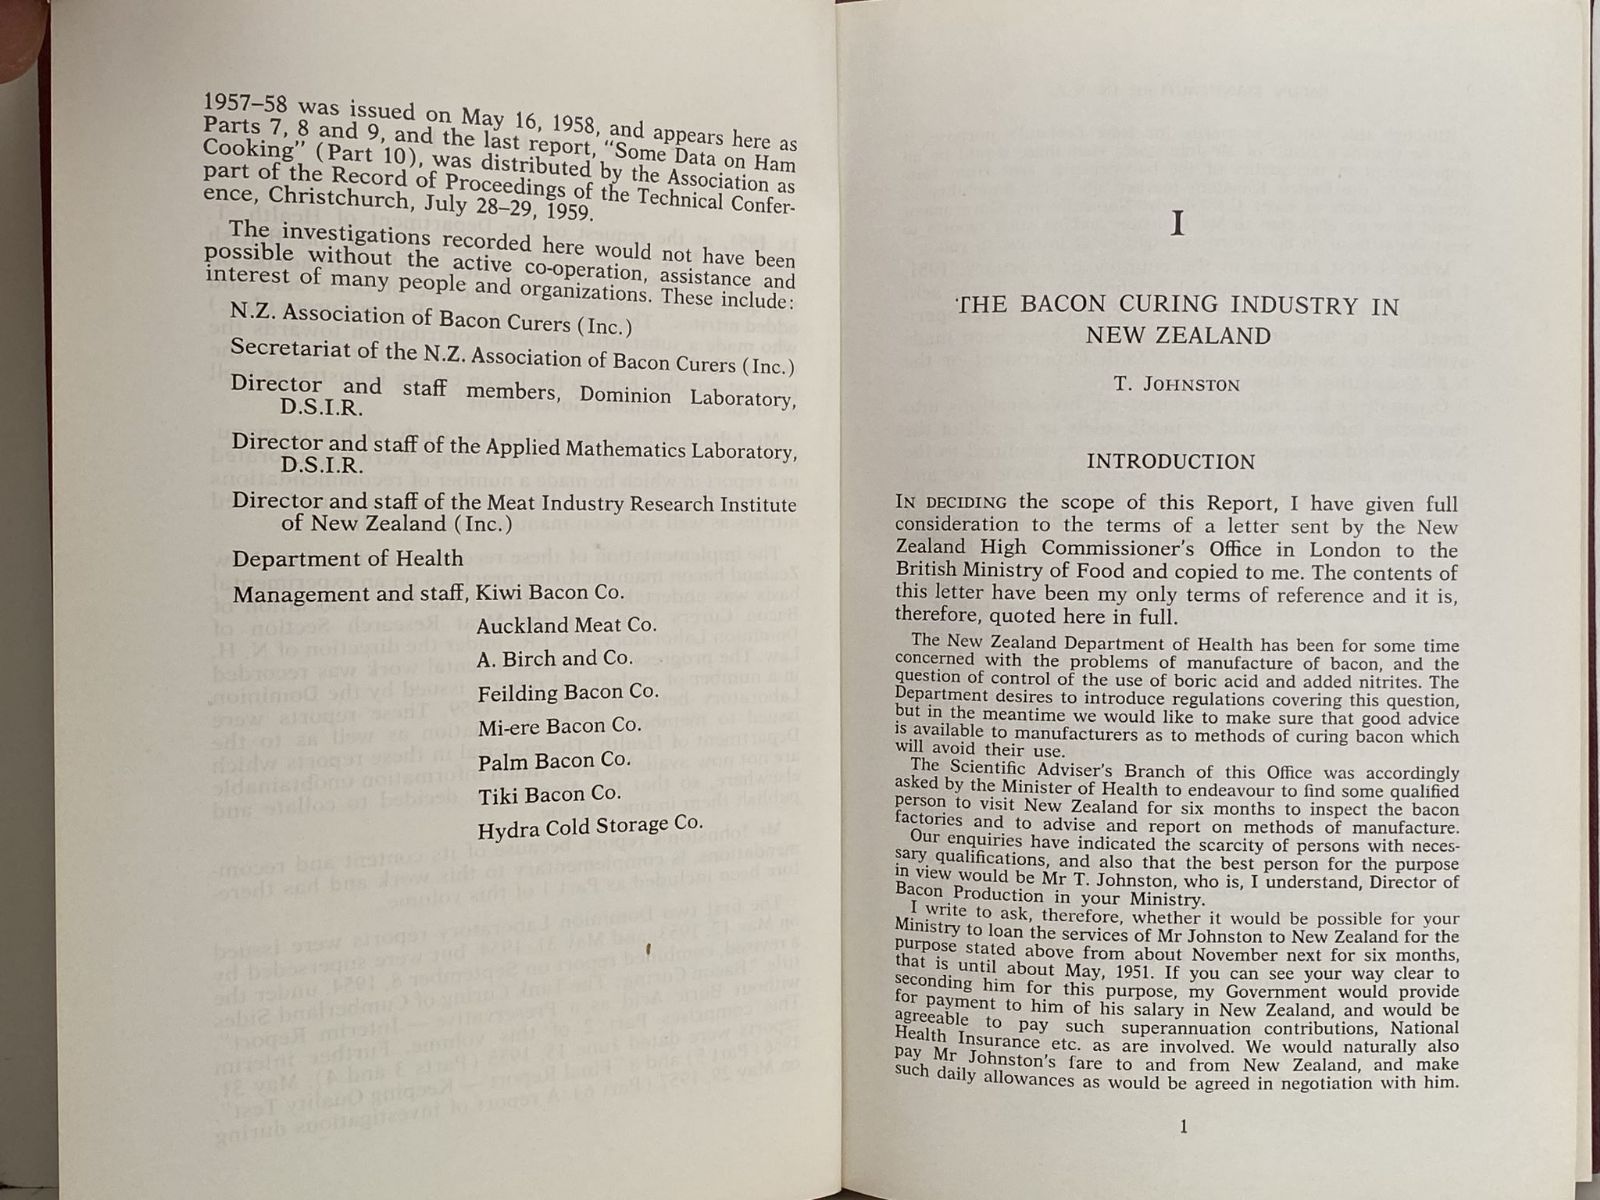 1957–58 was issued on May 16, 1958, and appears here as
Parts 7, 8 and 9, and the last report, "Some Data on Ham
Cooking" (Part 10), was distributed by the Association as
part of the Record of Proceedings of the Technical Confer-
ence, Christchurch, July 28–29, 1959.
The investigations recorded here would not have been
possible without the active co-operation, assistance and
interest of many people and organizations. These include:
N.Z. Association of Bacon Curers (Inc.)
Secretariat of the N.Z. Association of Bacon Curers (Inc.)
Director and staff members, Dominion Laboratory,
D.S.I.R.
Director and staff of the Applied Mathematics Laboratory,
D.S.I.R.
Director and staff of the Meat Industry Research Institute
of New Zealand (Inc.)
Department of Health
Management and staff, Kiwi Bacon Co.
Auckland Meat Co.
A. Birch and Co.
Feilding Bacon Co.
Mi-ere Bacon Co.
Palm Bacon Co.
Tiki Bacon Co.
Hydra Cold Storage Co.
I
THE BACON CURING INDUSTRY IN
NEW ZEALAND
T. JOHNSTON
INTRODUCTION
IN DECIDING the scope of this Report, I have given full
consideration to the terms of a letter sent by the New
Zealand High Commissioner's Office in London to the
British Ministry of Food and copied to me. The contents of
this letter have been my only terms of reference and it is,
therefore, quoted here in full.
The New Zealand Department of Health has been for some time
concerned with the problems of manufacture of bacon, and the
question of control of the use of boric acid and added nitrites. The
Department desires to introduce regulations covering this question,
but in the meantime we would like to make sure that good advice
is available to manufacturers as to methods of curing bacon which
will avoid their use.
The Scientific Adviser's Branch of this Office was accordingly
asked by the Minister of Health to endeavour to find some qualified
person to visit New Zealand for six months to inspect the bacon
factories and to advise and report on methods of manufacture.
Our enquiries have indicated the scarcity of persons with neces-
sary qualifications, and also that the best person for the purpose
in view would be Mr T. Johnston, who is, I understand, Director of
Bacon Production in your Ministry.
I write to ask, therefore, whether it would be possible for your
Ministry to loan the services of Mr Johnston to New Zealand for the
purpose stated above from about November next for six months,
that is until about May, 1951. If you can see your way clear to
seconding him for this purpose, my Government would provide
for payment to him of his salary in New Zealand, and would be
agreeable to pay such superannuation contributions, National
Health Insurance etc. as are involved. We would naturally also
pay Mr Johnston's fare to and from New Zealand, and make
such daily allowances as would be agreed in negotiation with him.
1